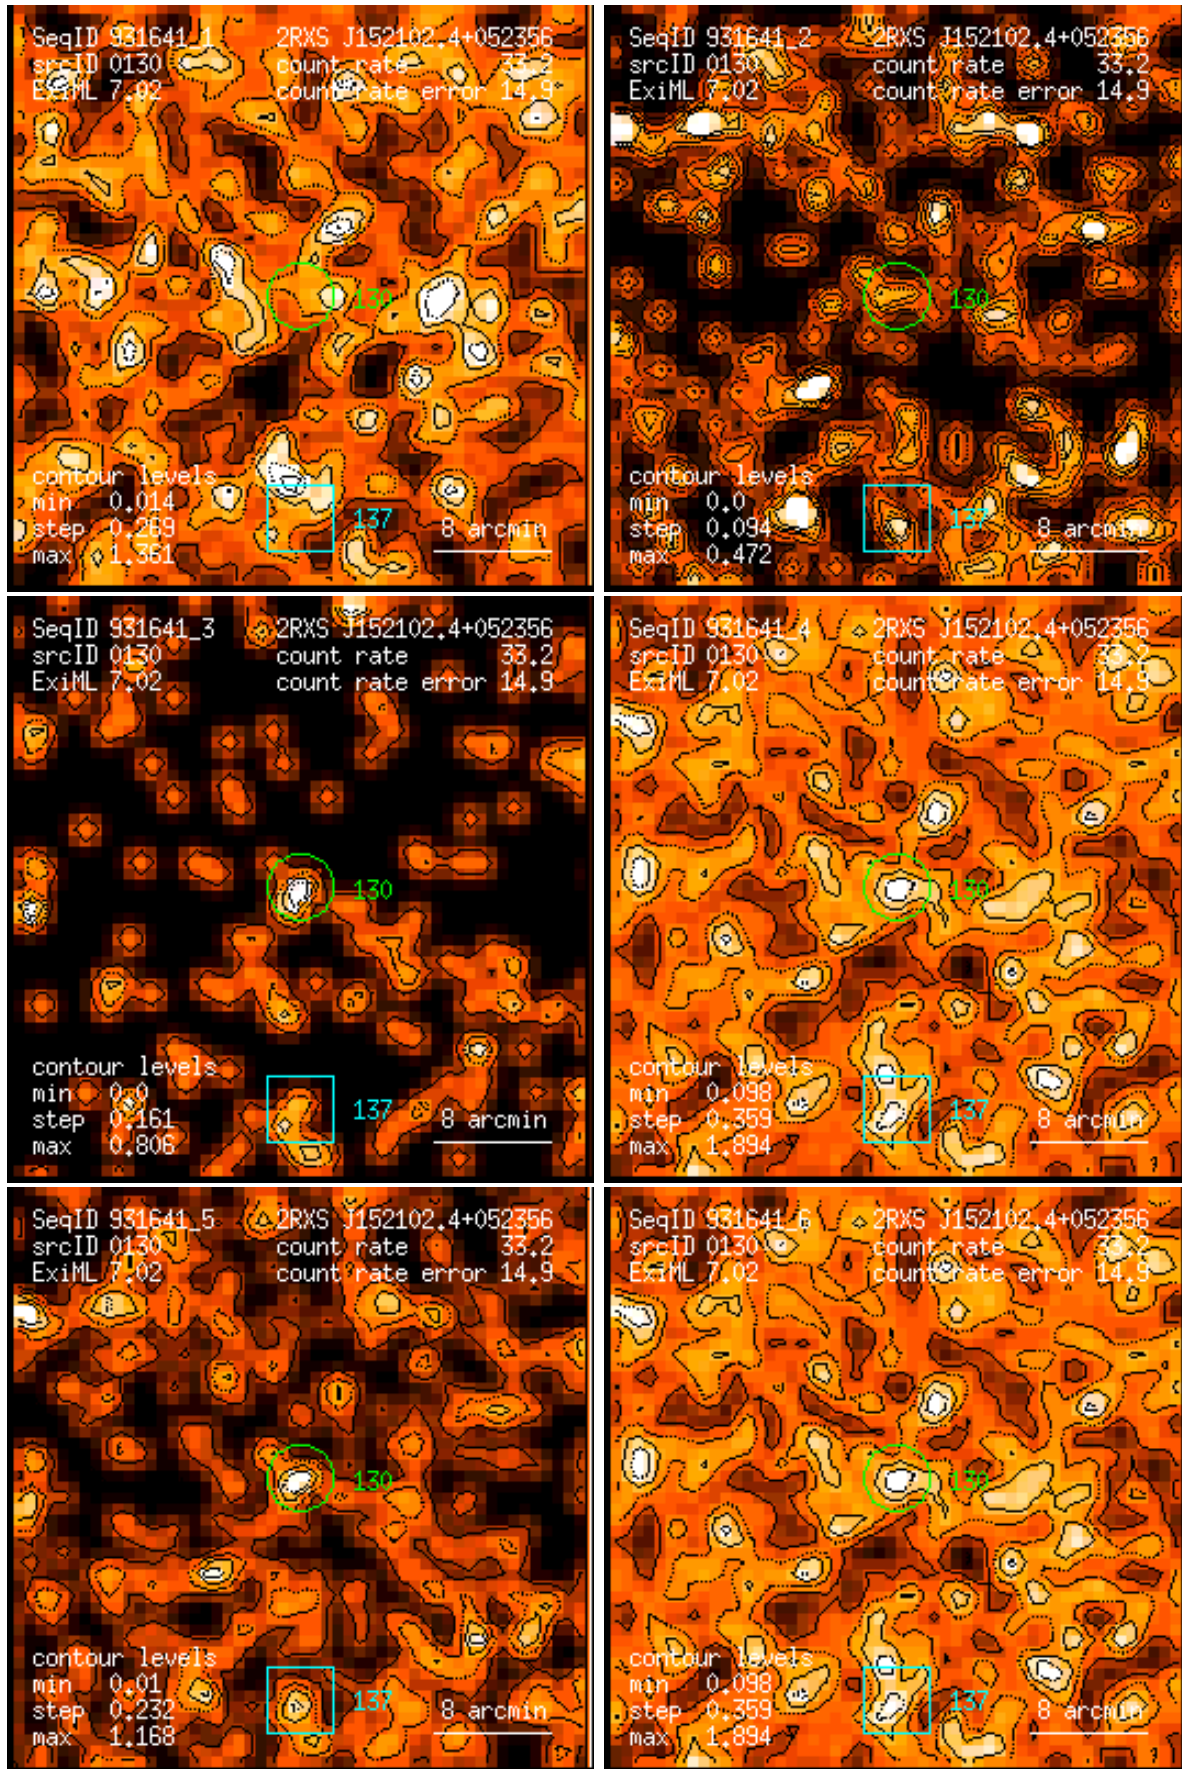 SeqID 931641_1 2RXS J152102.4+052356
srcID 0130 count rate 33.2
ExiML 7.02 count rate error 14.9
130
contour levels
min 0.014
step 0.269 137 8 arcmin
max 1.361
SeqID 931641_2 2RXS J152102.4+052356
srcID 0130 count rate 33.2
ExiML 7.02 count rate error 14.9
130
contour levels
min 0.0
step 0.094 137 8 arcmin
max 0.472
SeqID 931641_3 2RXS J152102.4+052356
srcID 0130 count rate 33.2
ExiML 7.02 count rate error 14.9
130
contour levels
min 0.0
step 0.161 137 8 arcmin
max 0.806
SeqID 931641_4 2RXS J152102.4+052356
srcID 0130 count rate 33.2
ExiML 7.02 count rate error 14.9
130
contour levels
min 0.098
step 0.359 137 8 arcmin
max 1.894
SeqID 931641_5 2RXS J152102.4+052356
srcID 0130 count rate 33.2
ExiML 7.02 count rate error 14.9
130
contour levels
min 0.01
step 0.232 137 8 arcmin
max 1.168
SeqID 931641_6 2RXS J152102.4+052356
srcID 0130 count rate 33.2
ExiML 7.02 count rate error 14.9
130
contour levels
min 0.098
step 0.359 137 8 arcmin
max 1.894